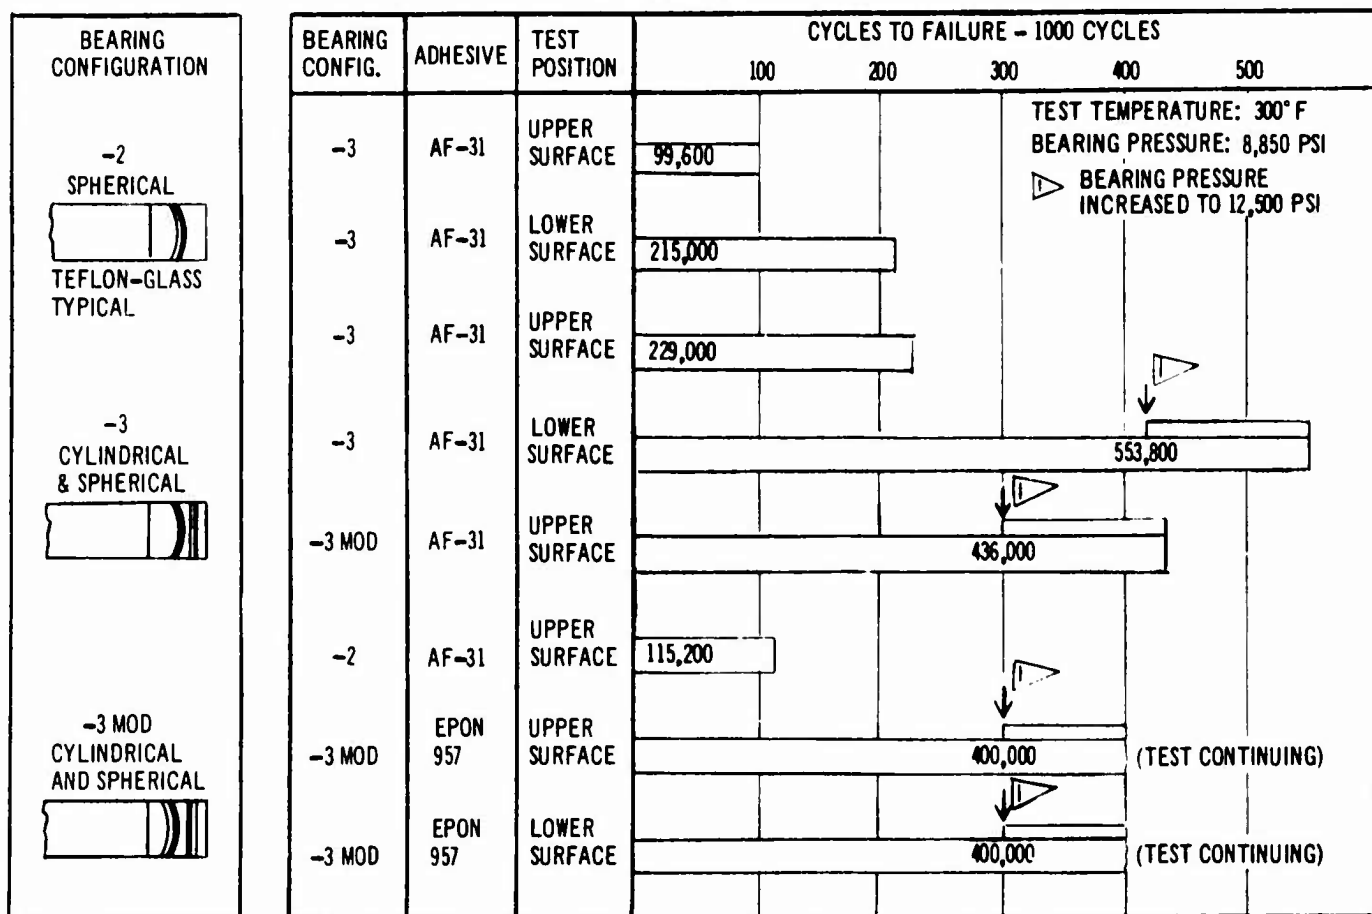 BEARING
CONFIGURATION
-2
SPHERICAL
TEFLON-GLASS
TYPICAL
-3
CYLINDRICAL
& SPHERICAL
-3 MOD
CYLINDRICAL
AND SPHERICAL
BEARING
CONFIG.
ADHESIVE
TEST
POSITION
CYCLES TO FAILURE - 1000 CYCLES
100 200 300 400 500
TEST TEMPERATURE: 300° F
BEARING PRESSURE: 8,850 PSI
1 BEARING PRESSURE
INCREASED TO 12,500 PSI
-3 AF-31 UPPER
SURFACE 99,600
-3 AF-31 LOWER
SURFACE 215,000
-3 AF-31 UPPER
SURFACE 229,000
1
-3 AF-31 LOWER
SURFACE 553,800
1
-3 MOD AF-31 UPPER
SURFACE 436,000
-2 AF-31 UPPER
SURFACE 115,200
1
EPON UPPER
-3 MOD 957 SURFACE 400,000 (TEST CONTINUING)
1
EPON LOWER
-3 MOD 957 SURFACE 400,000 (TEST CONTINUING)